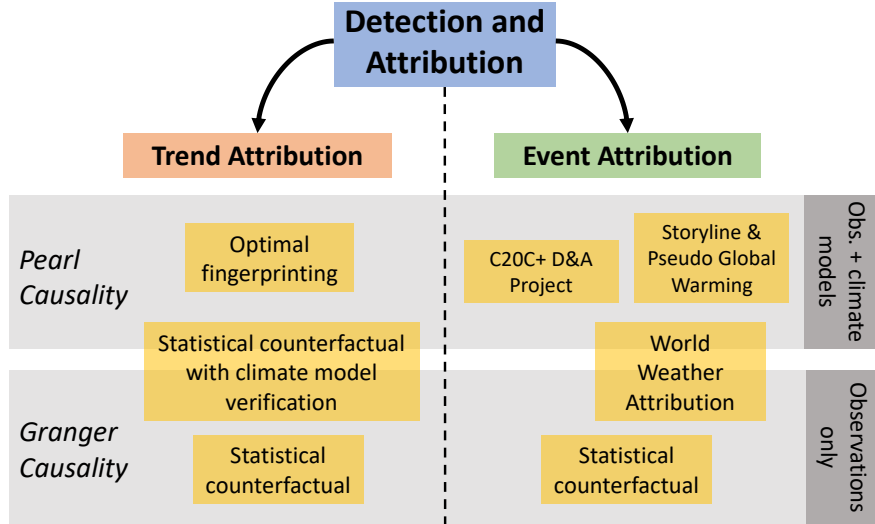 Detection and
Attribution
Trend Attribution
Event Attribution
Pearl
Causality
Optimal
fingerprinting
C20C+ D&A
Project
Storyline &
Pseudo Global
Warming
Obs. + climate
models
Statistical counterfactual
with climate model
verification
World
Weather
Attribution
Granger
Causality
Statistical
counterfactual
Statistical
counterfactual
Observations
only